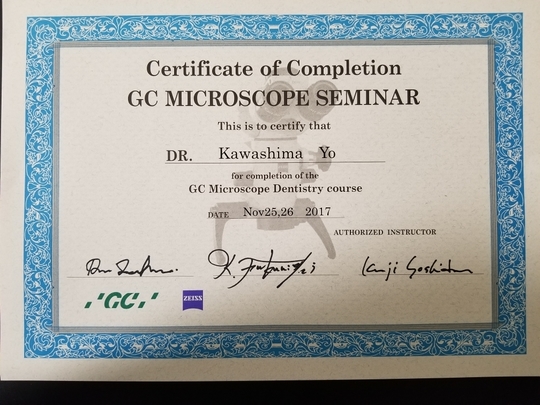 Certificate of Completion
GC MICROSCOPE SEMINAR
This is to certify that
DR. Kawashima Yo
for completion of the
GC Microscope Dentistry course
DATE Nov25,26 2017
AUTHORIZED INSTRUCTOR
'GC'
ZEISS